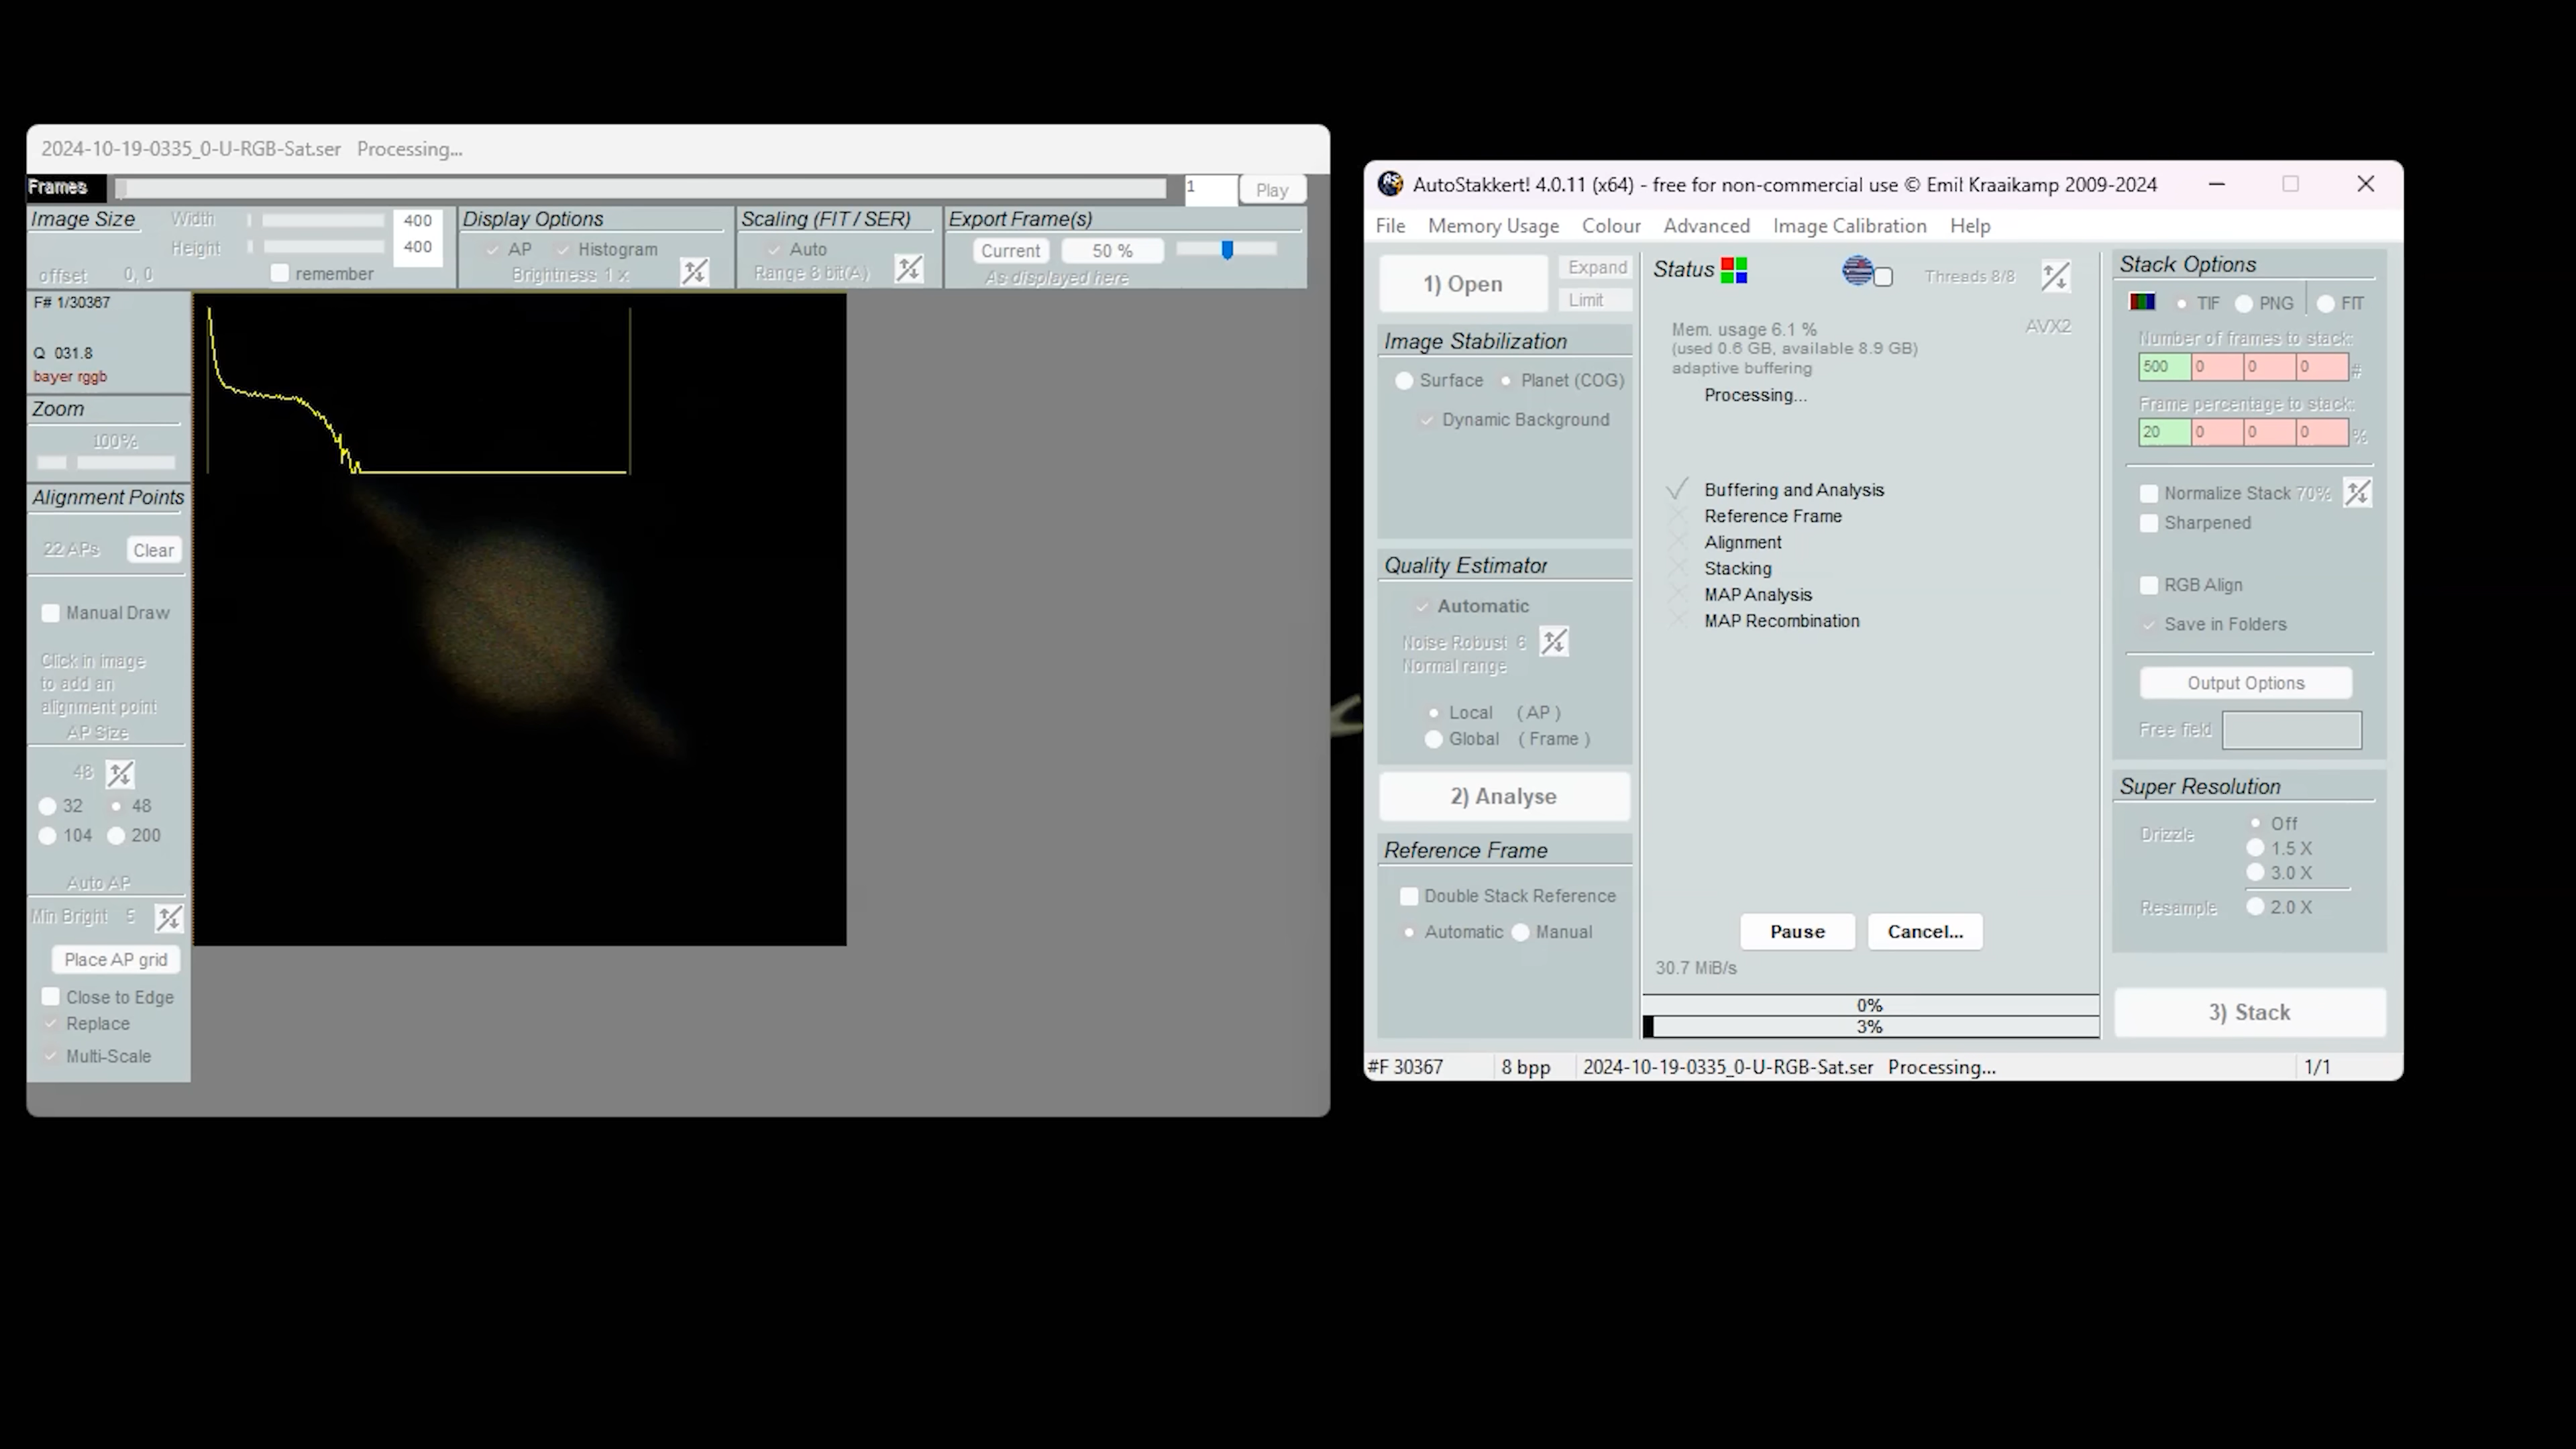 2024-10-19-0335_0-U-RGB-Sat.ser Processing...
Frames
1
Play
Image Size
Width
400
Height
400
offset 0, 0
remember
Display Options
AP
Histogram
Brightness 1 x
Scaling (FIT / SER)
Auto
Range 8 bit(A.)
Export Frame(s)
Current
50 %
As displayed here
F# 1/30367
Q 031.8
bayer rggb
Zoom
100%
Alignment Points
22 APs
Clear
Manual Draw
Click in image
to add an
alignment point
AP Size
48
32
48
104
200
Auto AP
Min Bright 5
Place AP grid
Close to Edge
Replace
Multi-Scale
AutoStakkert! 4.0.11 (x64) - free for non-commercial use © Emil Kraaikamp 2009-2024
File Memory Usage Colour Advanced Image Calibration Help
1) Open
Expand
Limit
Image Stabilization
Surface
Planet (COG)
Dynamic Background
Quality Estimator
Automatic
Noise Robust 6
Normal range
Local (AP)
Global (Frame)
2) Analyse
Reference Frame
Double Stack Reference
Automatic
Manual
Status
Threads 8/8
AVX2
Mem. usage 6.1 %
(used 0.6 GB, available 8.9 GB)
adaptive buffering
Processing...
Buffering and Analysis
Reference Frame
Alignment
Stacking
MAP Analysis
MAP Recombination
Pause
Cancel...
30.7 MiB/s
0%
3%
Stack Options
TIF
PNG
FIT
Number of frames to stack:
500 0 0 0 #
Frame percentage to stack:
20 0 0 0 %
Normalize Stack 70%
Sharpened
RGB Align
Save in Folders
Output Options
Free field
Super Resolution
Drizzle
Off
1.5 X
3.0 X
Resample
2.0 X
3) Stack
#F 30367
8 bpp
2024-10-19-0335_0-U-RGB-Sat.ser Processing...
1/1